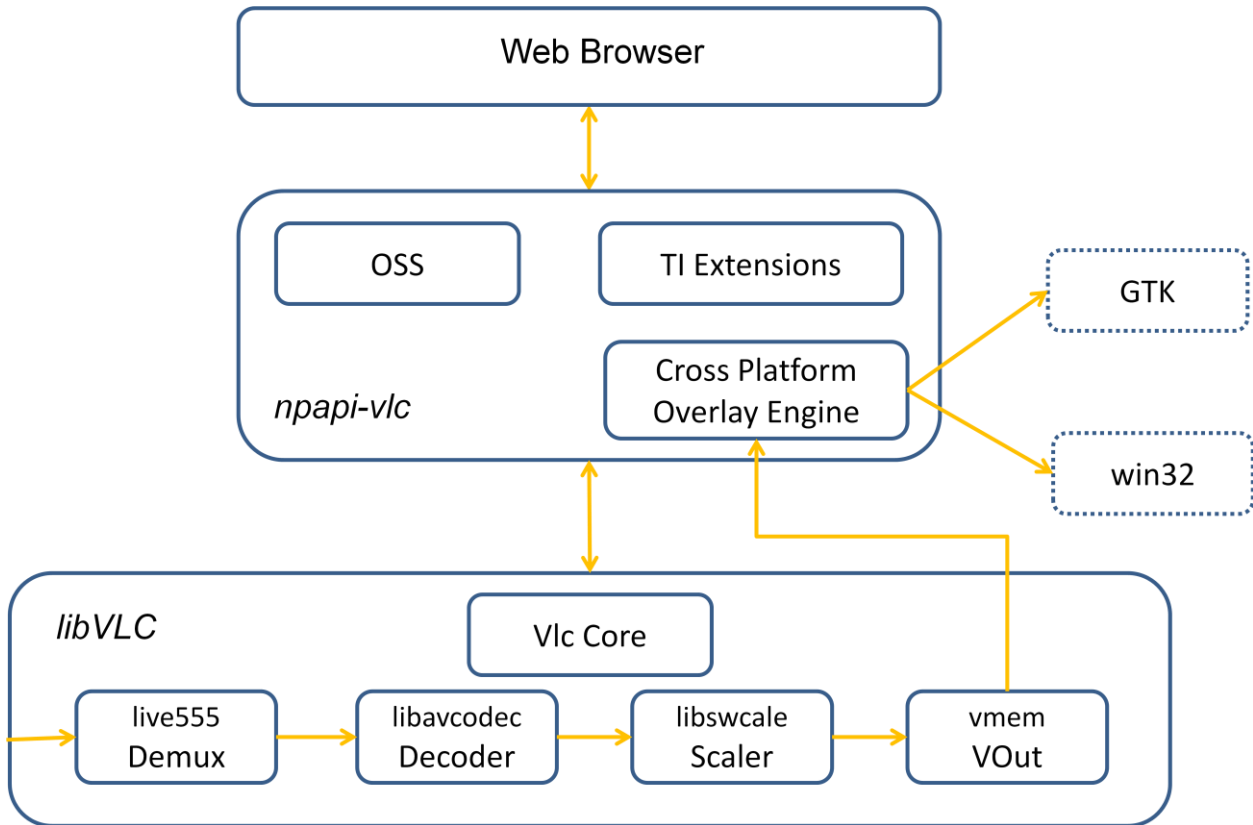 Web Browser
OSS
TI Extensions
GTK
Cross Platform
Overlay Engine
npapi-vlc
win32
libVLC
Vlc Core
live555
Demux
libavcodec
Decoder
libswcale
Scaler
vmem
VOut